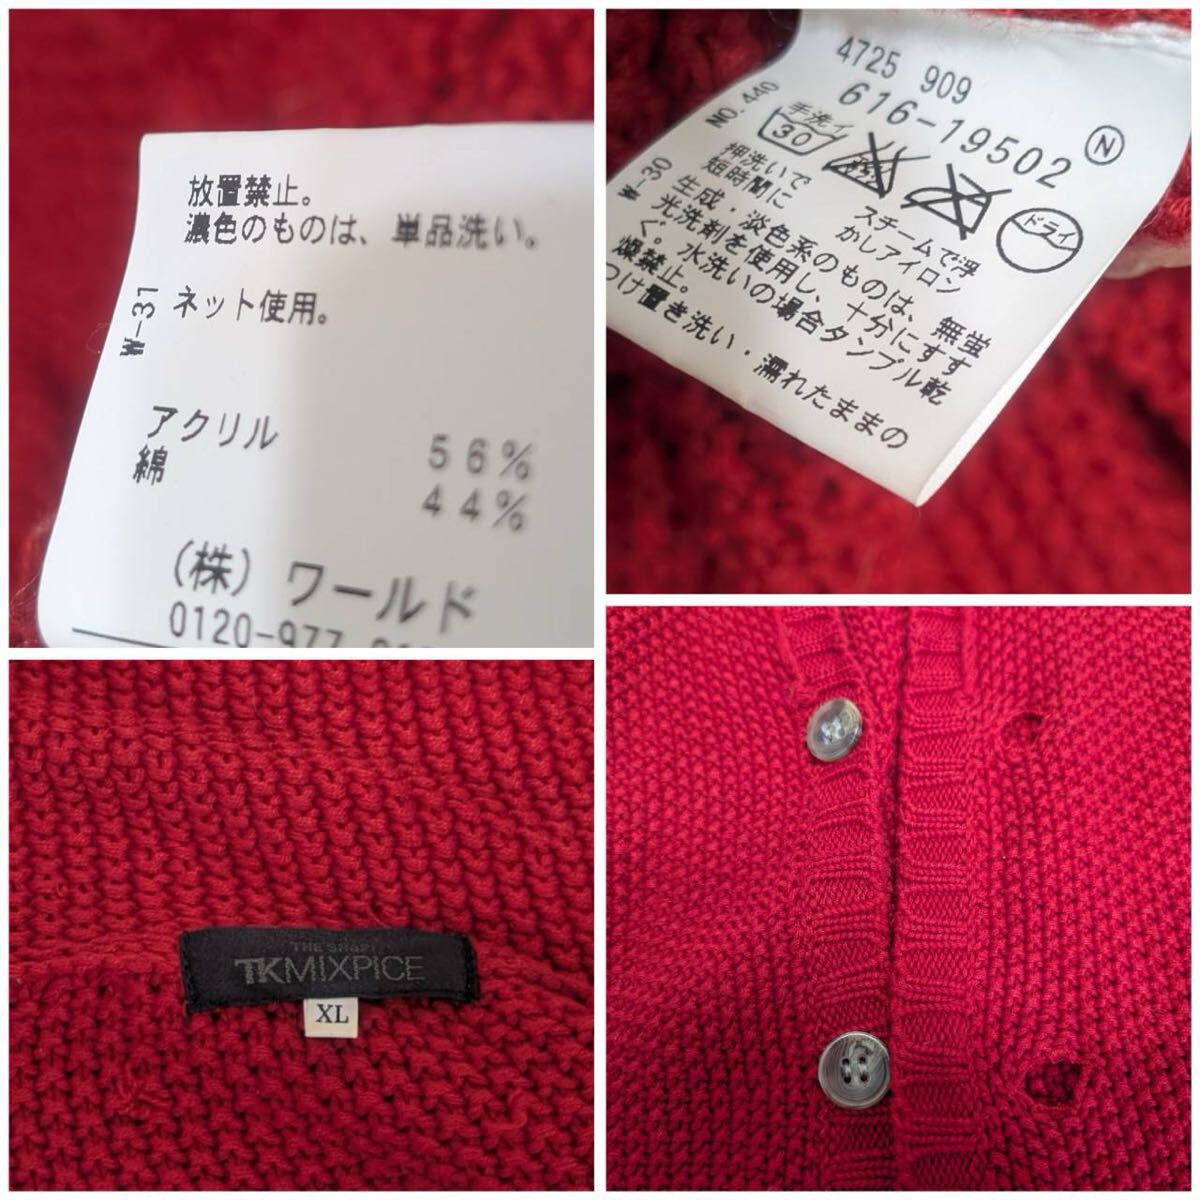 放置禁止。
濃色のものは、単品洗い。
ネット使用。
W-31
アクリル 56%
綿 44%
(株) ワールド
0120-977
4725 909
616-19502
N
NO.440
手洗イ
30
ドライ
押洗いで
短時間に
スチームで浮
かしアイロン
W-30
生成・淡色系のものは、無蛍
光洗剤を使用し、十分にすす
ぐ。水洗いの場合タンブル乾
燥禁止。
つけ置き洗い・濡れたままの
THE SHOP
TKMIXPICE
XL